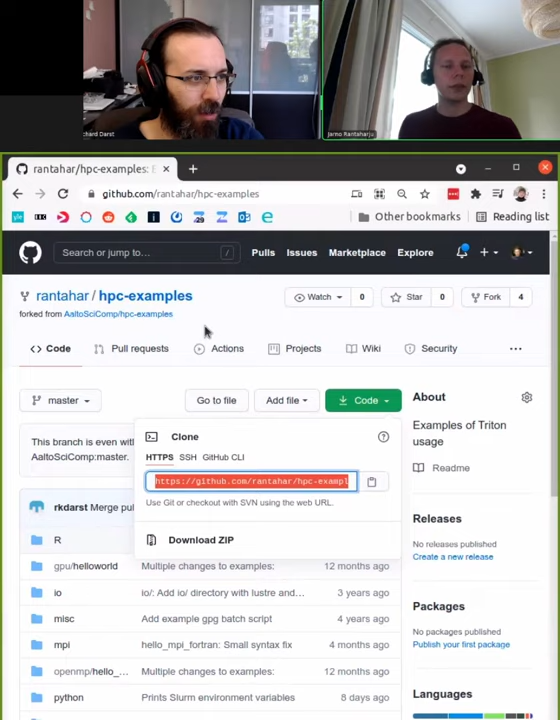 chard Darst
Jarno Rantaharju
rantahar/hpc-examples: E
github.com/rantahar/hpc-examples
Other bookmarks
Reading list
Search or jump to…
/
Pulls
Issues
Marketplace
Explore
rantahar / hpc-examples
forked from AaltoSciComp/hpc-examples
Watch
0
Star
0
Fork
4
Code
Pull requests
Actions
Projects
Wiki
Security
master
Go to file
Add file
Code
About
Examples of Triton
usage
Readme
Releases
No releases published
Create a new release
Packages
No packages published
Publish your first package
Languages
Clone
HTTPS SSH GitHub CLI
https://github.com/rantahar/hpc-exampl
Use Git or checkout with SVN using the web URL.
Download ZIP
This branch is even wit
AaltoSciComp:master.
rkdarst Merge pul
R
gpu/helloworld
Multiple changes to examples:
12 months ago
io
io/: Add io/ directory with lustre and…
3 years ago
misc
Add example gpg batch script
4 years ago
mpi
hello_mpi_fortran: Small syntax fix
4 months ago
openmp/hello_…
Multiple changes to examples:
12 months ago
python
Prints Slurm environment variables
8 days ago